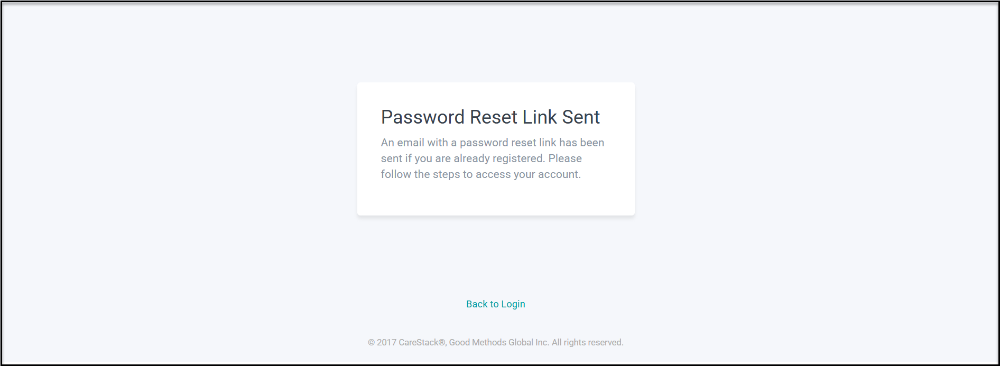 Password Reset Link Sent
An email with a password reset link has been
sent if you are already registered. Please
follow the steps to access your account.
Back to Login
© 2017 CareStack®, Good Methods Global Inc. All rights reserved.